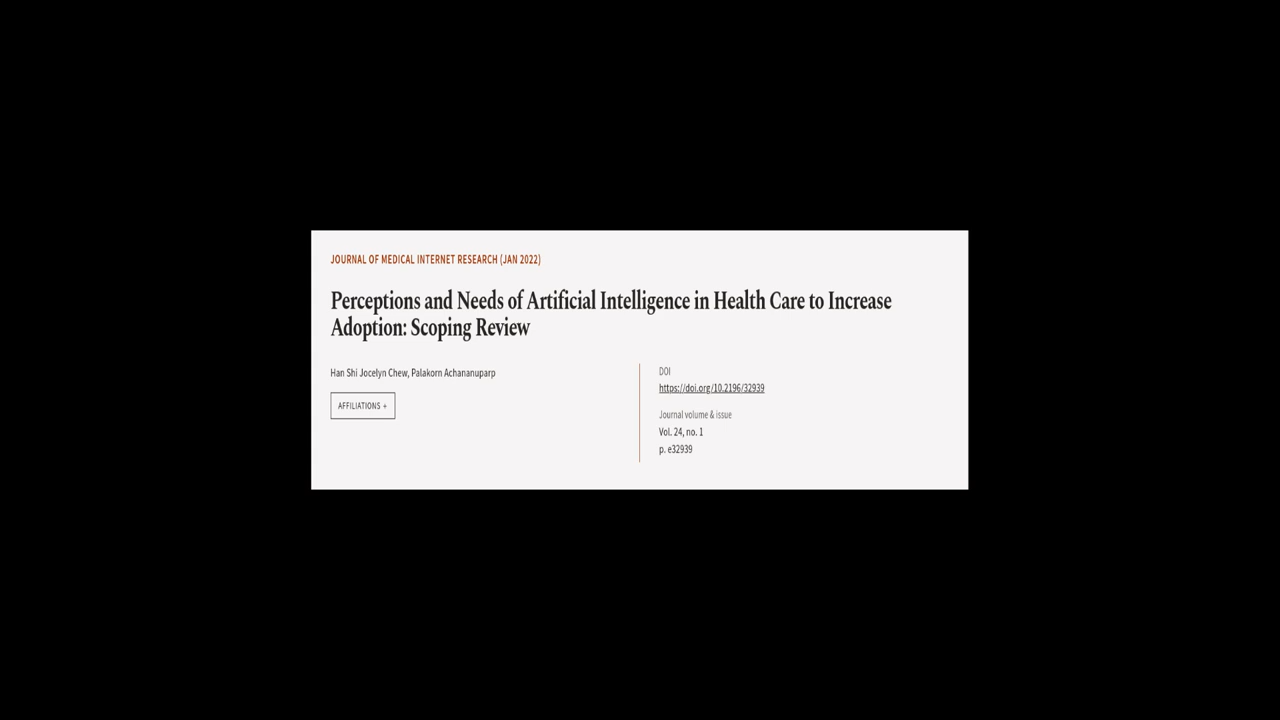 JOURNAL OF MEDICAL INTERNET RESEARCH (JAN 2022)
Perceptions and Needs of Artificial Intelligence in Health Care to Increase
Adoption: Scoping Review
Han Shi Jocelyn Chew, Palakorn Achananuparp
AFFILIATIONS +
DOI
https://doi.org/10.2196/32939
Journal volume & issue
Vol. 24, no. 1
p. e32939